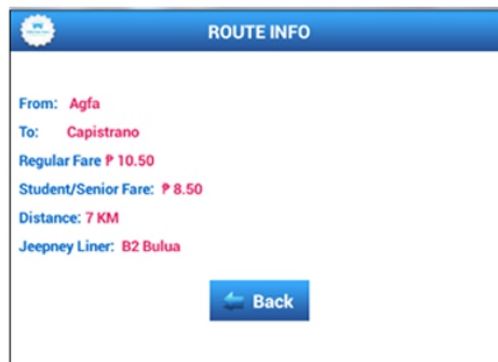 ROUTE INFO
From: Agfa
To: Capistrano
Regular Fare ₱ 10.50
Student/Senior Fare: ₱ 8.50
Distance: 7 KM
Jeepney Liner: B2 Bulua
Back